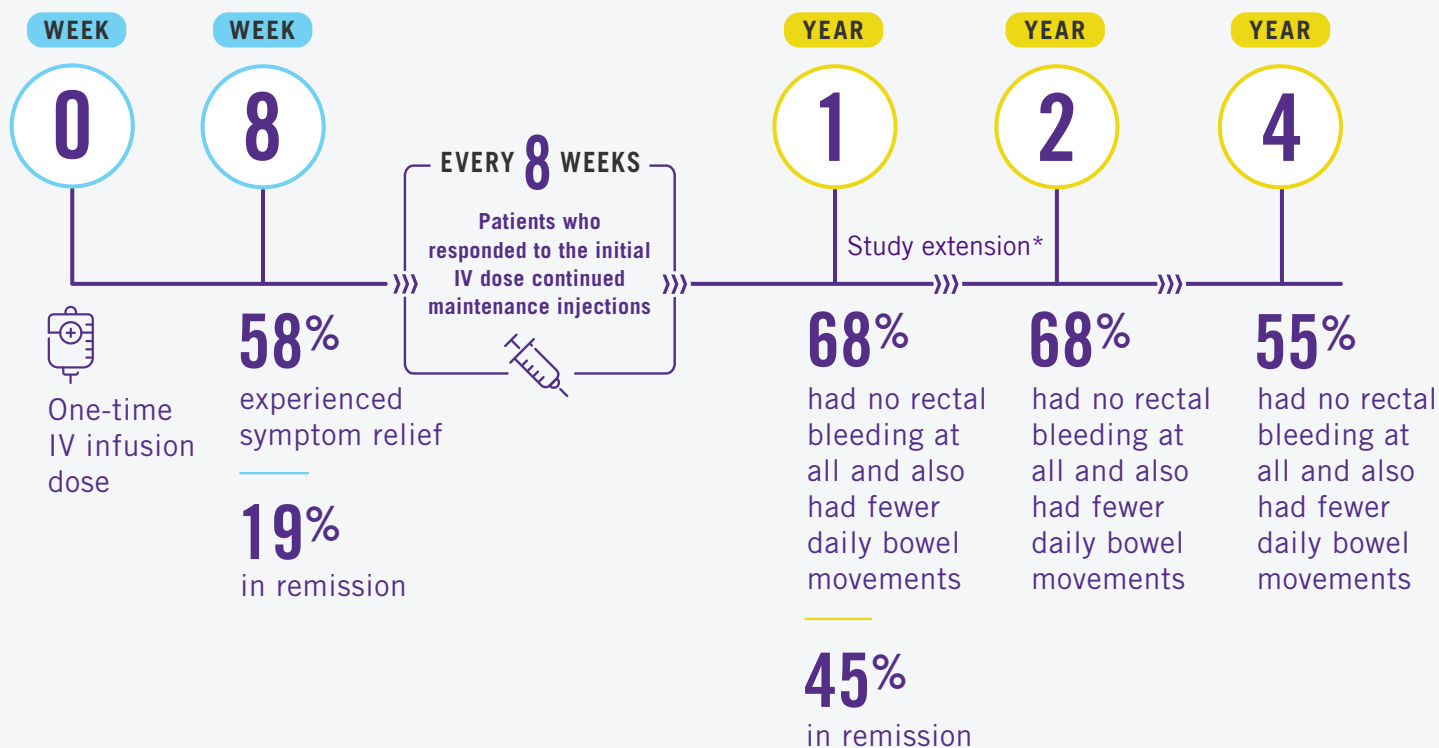 WEEK
0
One-time
IV infusion
dose
WEEK
8
58%
experienced
symptom relief
19%
in remission
EVERY 8 WEEKS
Patients who
responded to the initial
IV dose continued
maintenance injections
YEAR
1
68%
had no rectal
bleeding at
all and also
had fewer
daily bowel
movements
45%
in remission
Study extension*
YEAR
2
68%
had no rectal
bleeding at
all and also
had fewer
daily bowel
movements
YEAR
4
55%
had no rectal
bleeding at
all and also
had fewer
daily bowel
movements